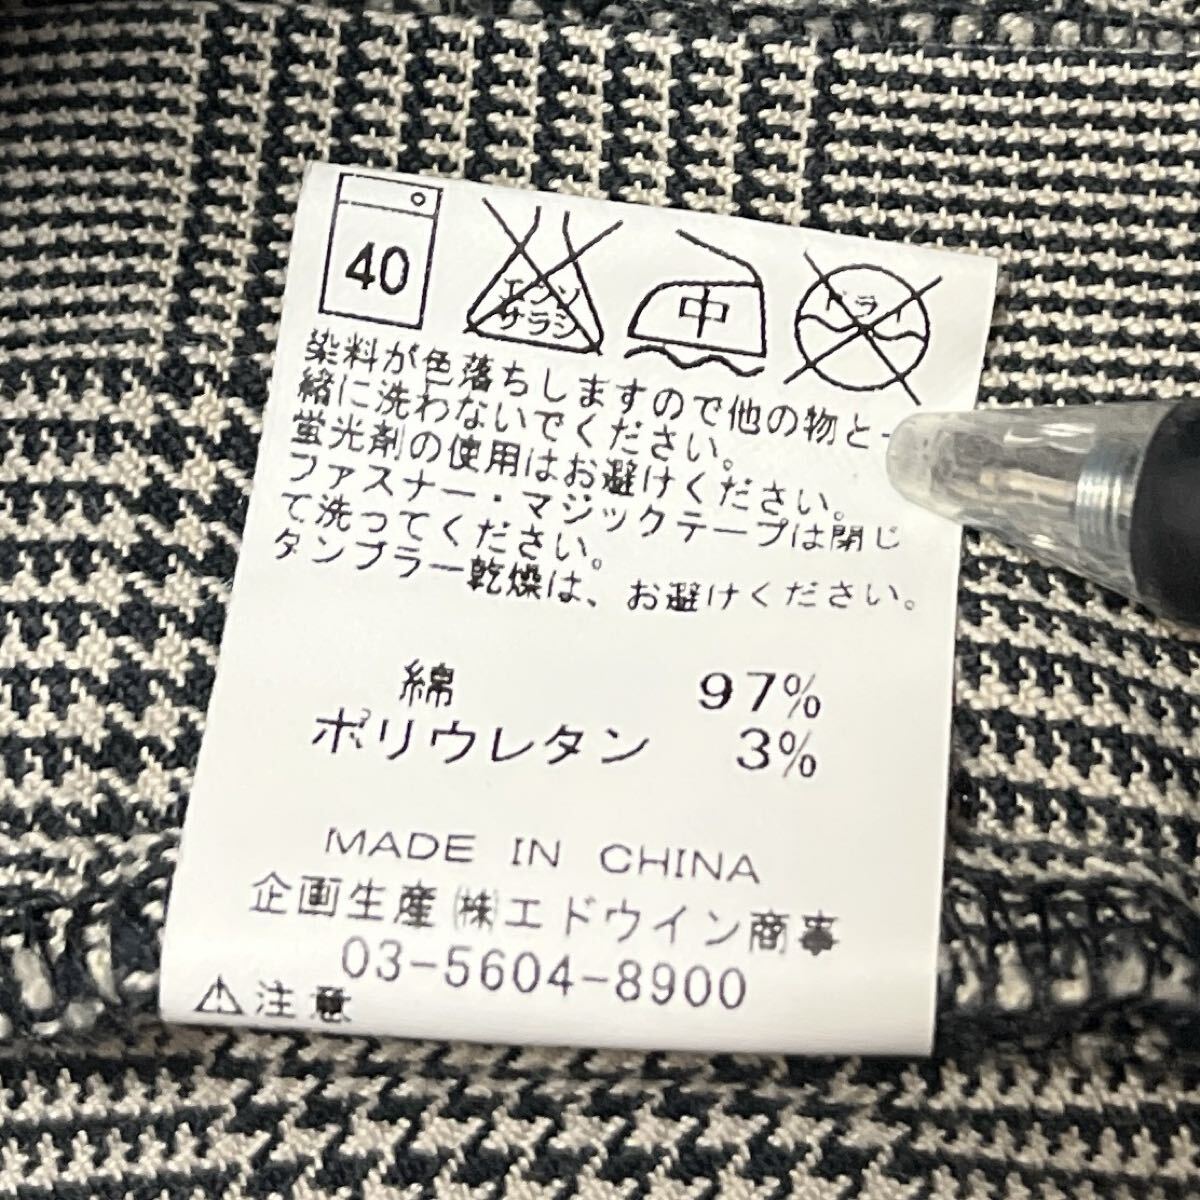 40
エンソ
サラシ
中
ドライ
染料が色落ちしますので他の物と一
緒に洗わないでください。
蛍光剤の使用はお避けください。
ファスナー・マジックテープは閉じ
て洗ってください。
タンブラー乾燥は、お避けください。
綿 97%
ポリウレタン 3%
MADE IN CHINA
企画生産㈱エドウイン商事
03-5604-8900
⚠注意